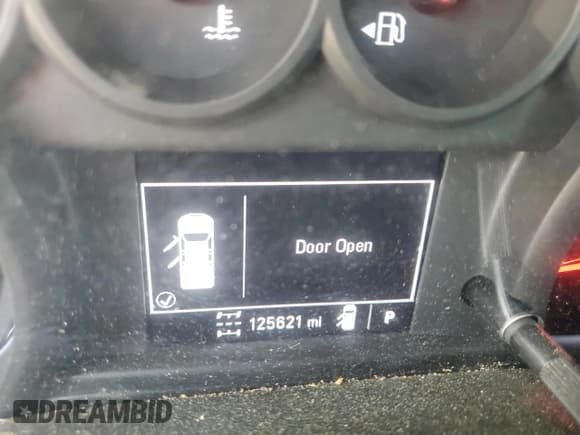 Door Open
125621 mi
P
DREAMBID